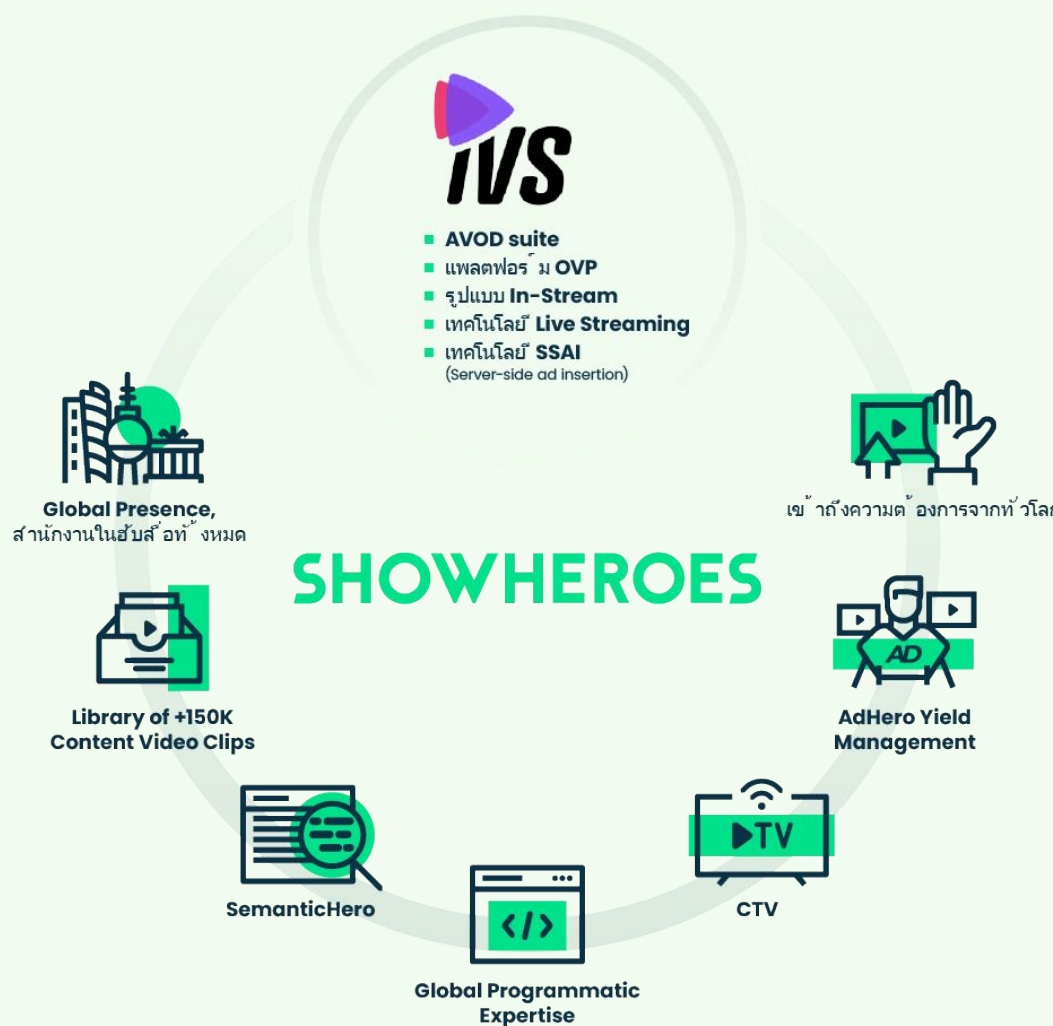 iVS
AVOD suite
แพลตฟอร์ม OVP
รูปแบบ In-Stream
เทคโนโลยี Live Streaming
เทคโนโลยี SSAI
(Server-side ad insertion)
Global Presence,
สำนักงานในฮับสื่อทั้งหมด
เข้าถึงความต้องการจากทั่วโลก
SHOWHEROES
Library of +150K
Content Video Clips
AD
AdHero Yield
Management
TV
SemanticHero
CTV
</>
Global Programmatic
Expertise